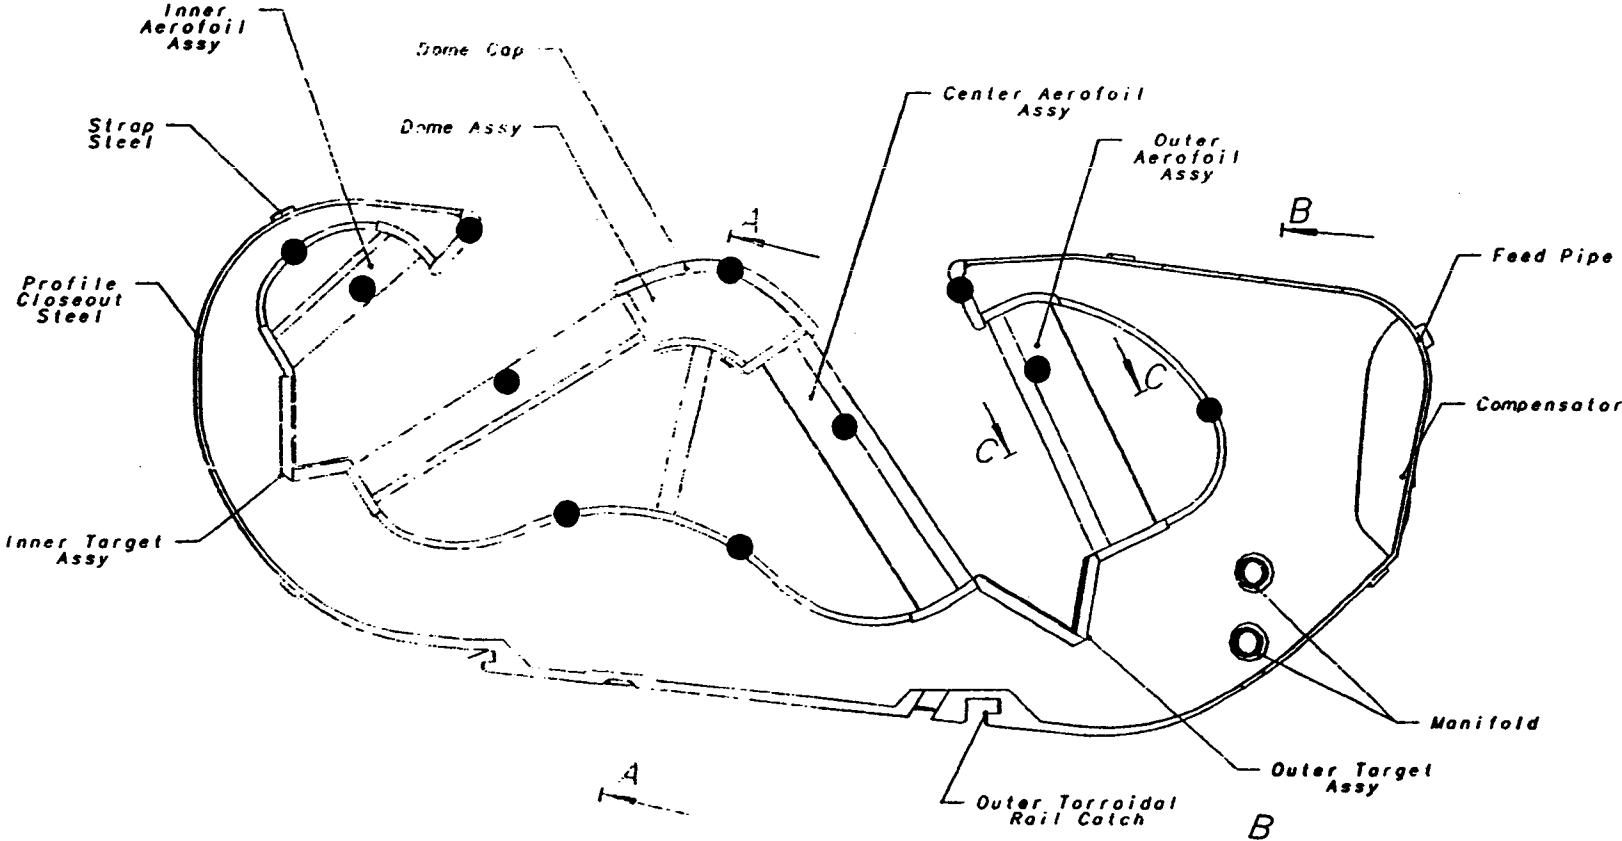 Inner
Aerofoil
Assy
Dome Cap
Strap
Steel
Dome Assy
Center Aerofoil
Assy
Outer
Aerofoil
Assy
A
B
Profile
Closeout
Steel
Feed Pipe
C
C
Compensator
Inner Target
Assy
Manifold
A
Outer Target
Assy
Outer Torroidal
Rail Catch
B